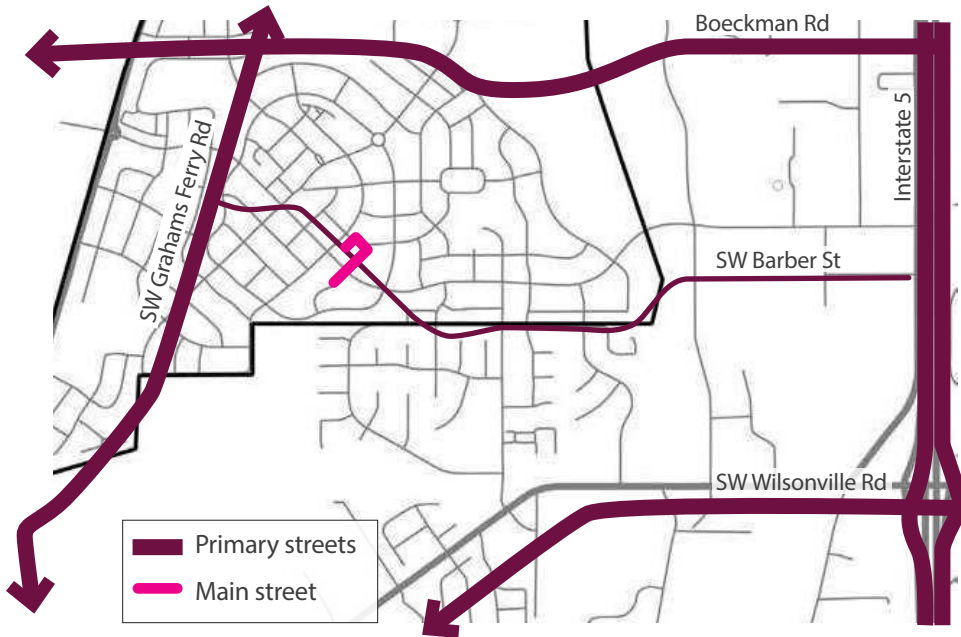 Boeckman Rd
Interstate 5
SW Grahams Ferry Rd
SW Barber St
SW Wilsonville Rd
Primary streets
Main street